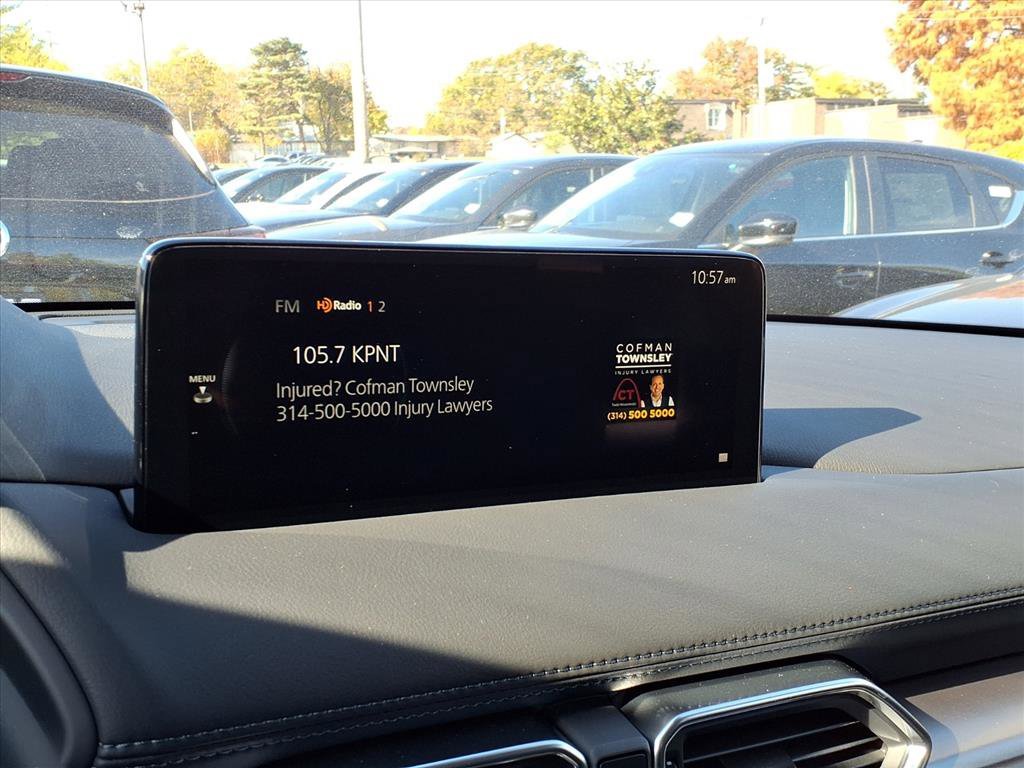 10:57 am
FM HD Radio 1 2
105.7 KPNT
MENU
Injured? Cofman Townsley
314-500-5000 Injury Lawyers
COFMAN
TOWNSLEY
INJURY LAWYERS
CT
(314) 500 5000